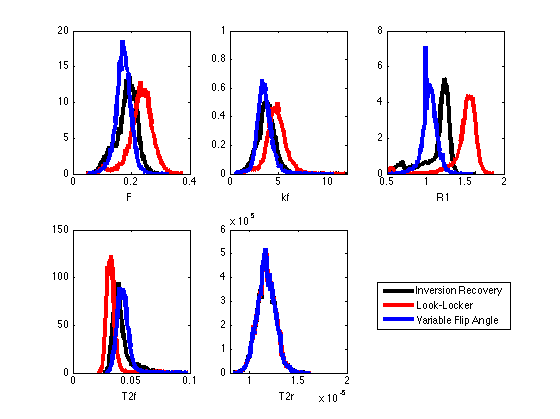 20
15
10
5
0
0 0.2 0.4
F
1
0.8
0.6
0.4
0.2
0
0 5 10
kf
8
6
4
2
0
0.5 1 1.5 2
R1
150
100
50
0
0 0.05 0.1
T2f
6 x 10^5
5
4
3
2
1
0
1 1.5 2
x 10^-5
T2r
Inversion Recovery
Look-Locker
Variable Flip Angle